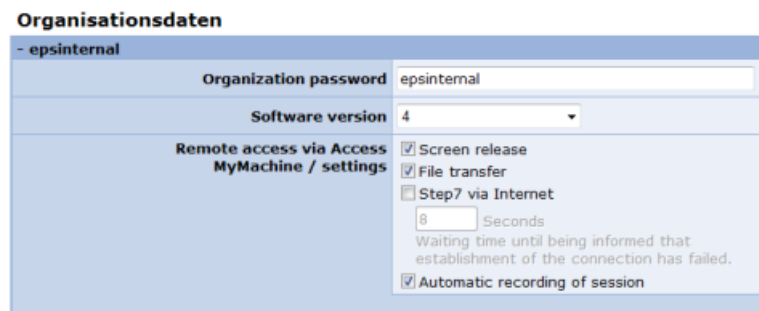 Organisationsdaten
- epsinternal
Organization password epsinternal
Software version 4
Remote access via Access Screen release
MyMachine / settings File transfer
Step7 via Internet
8 Seconds
Waiting time until being informed that
establishment of the connection has failed.
Automatic recording of session